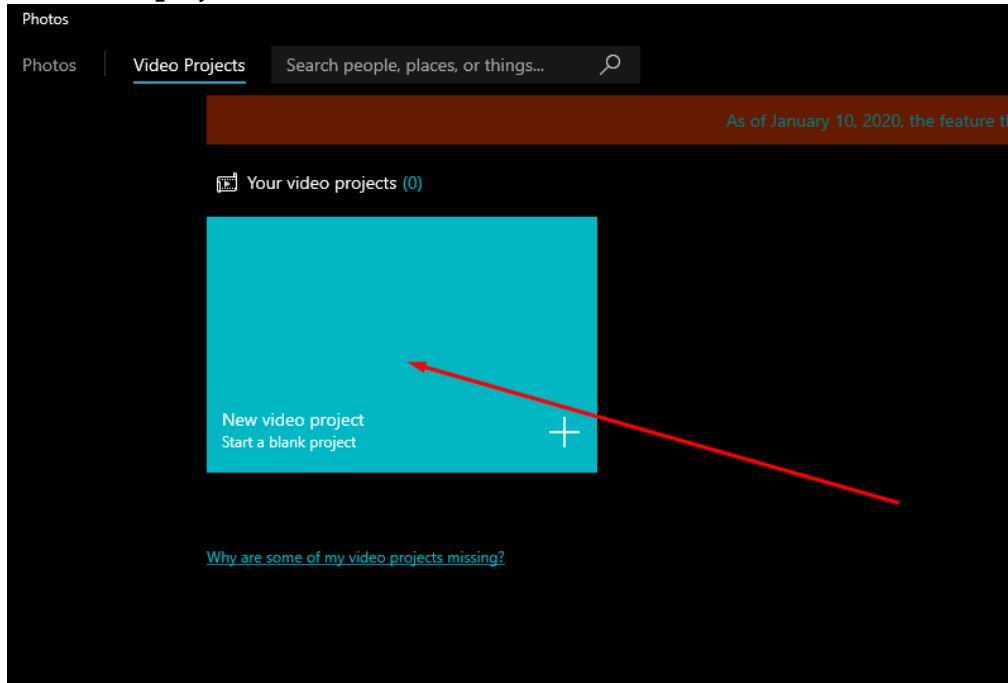 Photos
Photos Video Projects Search people, places, or things...
As of January 10, 2020, the feature
Your video projects (0)
New video project
Start a blank project
Why are some of my video projects missing?